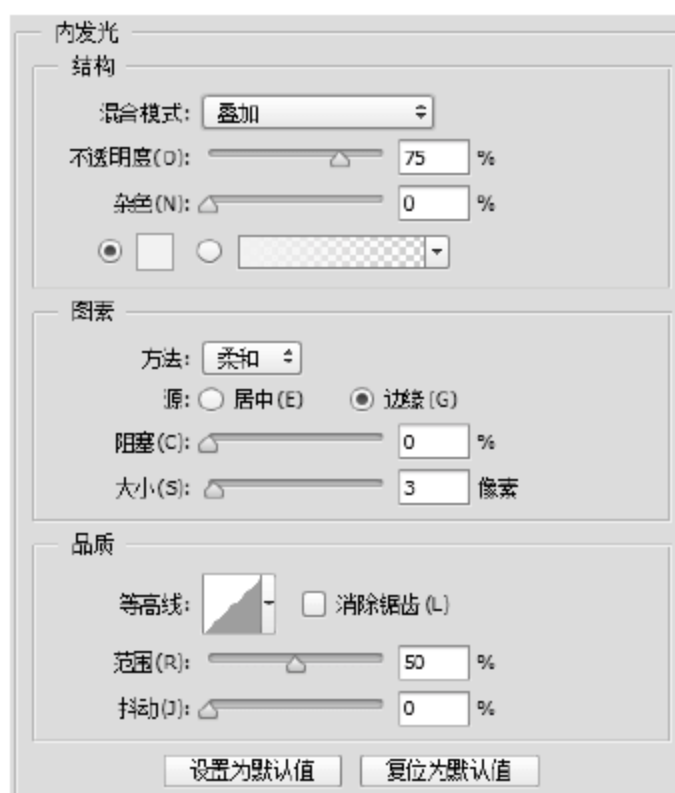 内发光
结构
混合模式: 叠加
不透明度(O): 75 %
杂色(N): 0 %
图素
方法: 柔和
源: 居中(E) 边缘(G)
阻塞(C): 0 %
大小(S): 3 像素
品质
等高线: 消除锯齿(L)
范围(R): 50 %
抖动(J): 0 %
设置为默认值 复位为默认值